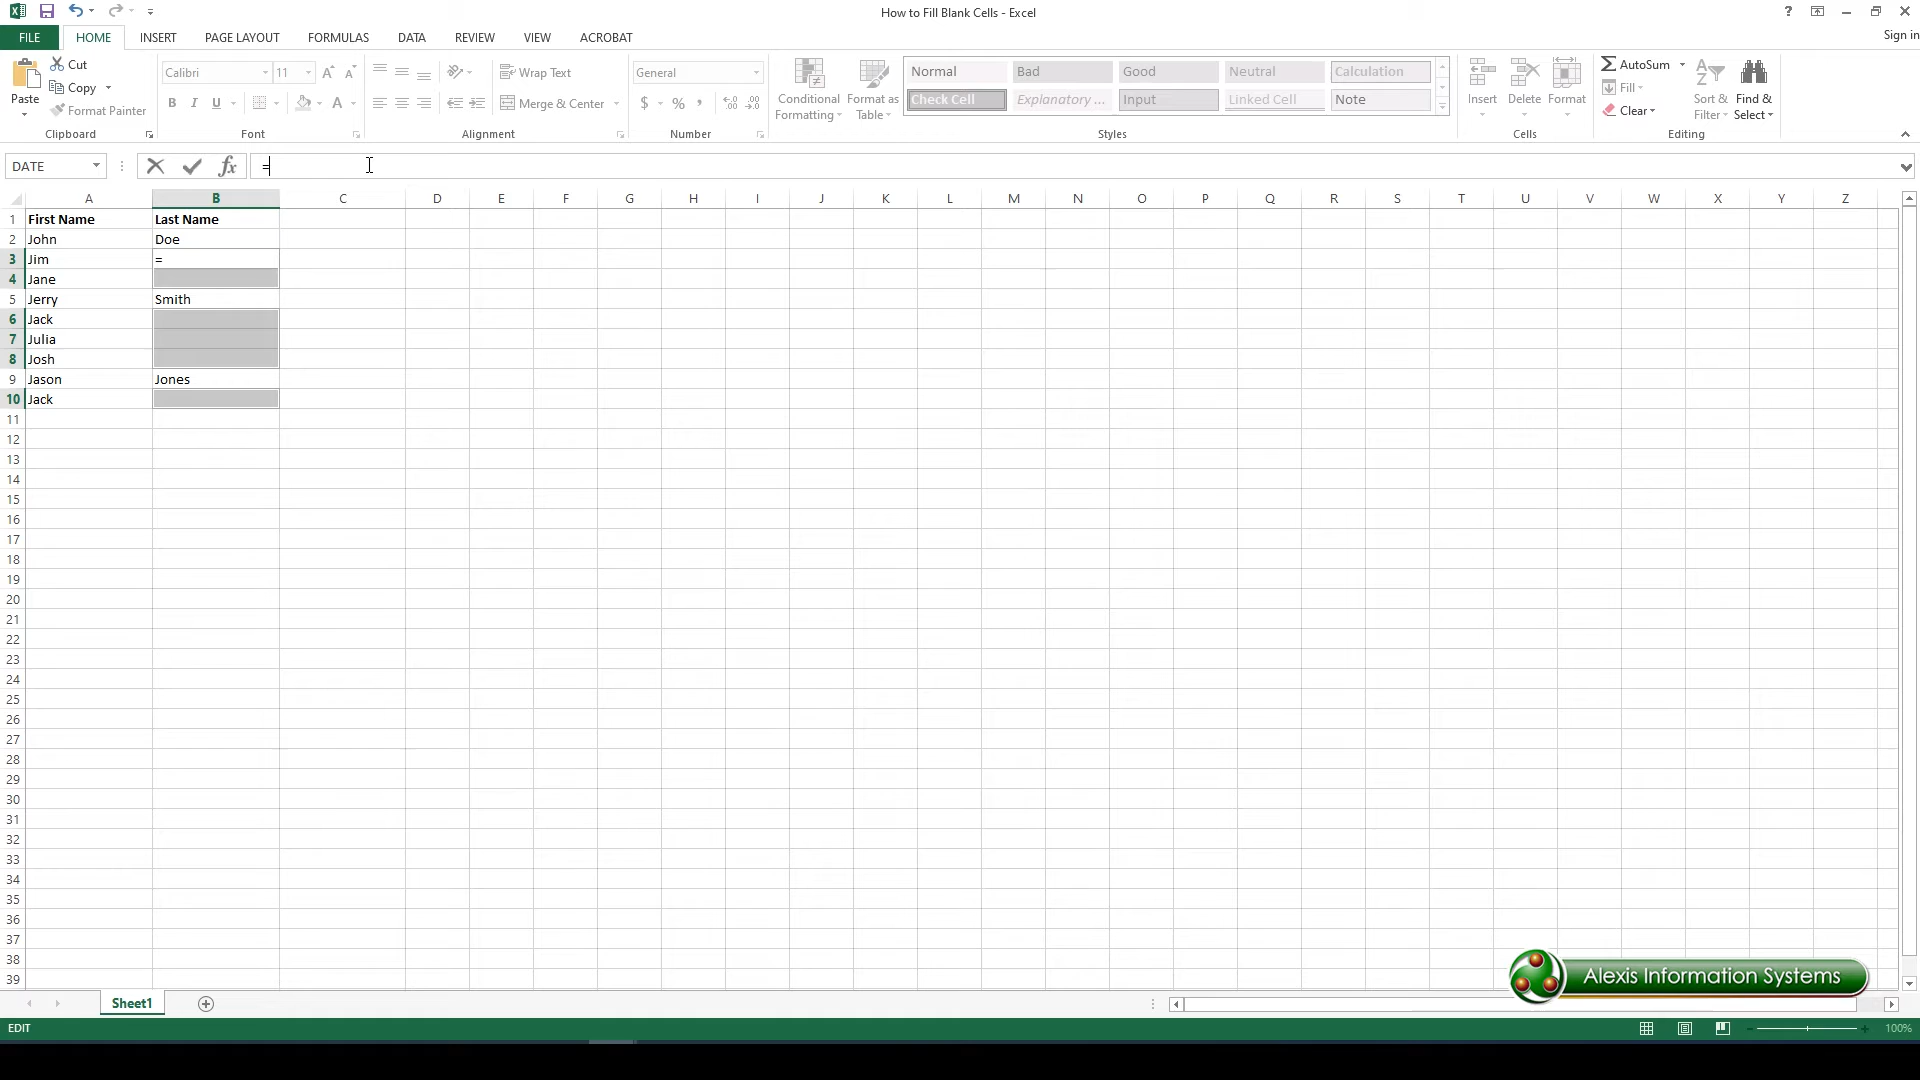 How to Fill Blank Cells - Excel
?
Sign in
FILE HOME INSERT PAGE LAYOUT FORMULAS DATA REVIEW VIEW ACROBAT
Paste
Cut
Copy
Format Painter
Clipboard
Calibri 11
B I U
Font
Wrap Text
Merge & Center
Alignment
General
$ % ,
Number
Conditional Formatting
Format as Table
Normal Bad Good Neutral Calculation
Check Cell Explanatory ... Input Linked Cell Note
Styles
Insert Delete Format
Cells
AutoSum
Fill
Clear
Sort & Filter
Find & Select
Editing
DATE fx =
A B C D E F G H I J K L M N O P Q R S T U V W X Y Z
1 First Name Last Name
2 John Doe
3 Jim =
4 Jane
5 Jerry Smith
6 Jack
7 Julia
8 Josh
9 Jason Jones
10 Jack
11
12
13
14
15
16
17
18
19
20
21
22
23
24
25
26
27
28
29
30
31
32
33
34
35
36
37
38
39
Alexis Information Systems
Sheet1
EDIT
100%